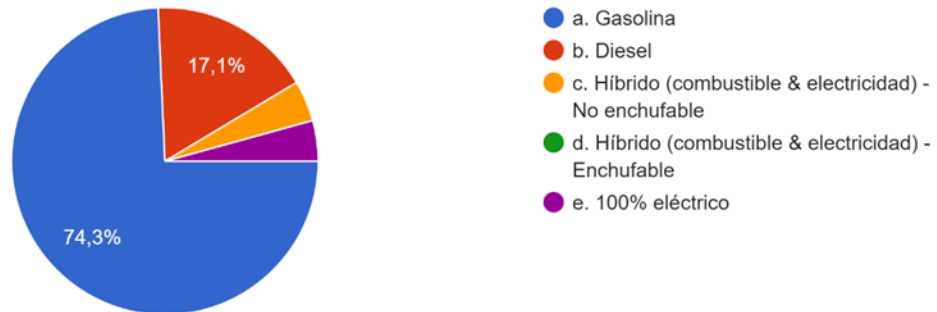 17,1%
74,3%
a. Gasolina
b. Diesel
c. Híbrido (combustible & electricidad) -
No enchufable
d. Híbrido (combustible & electricidad) -
Enchufable
e. 100% eléctrico